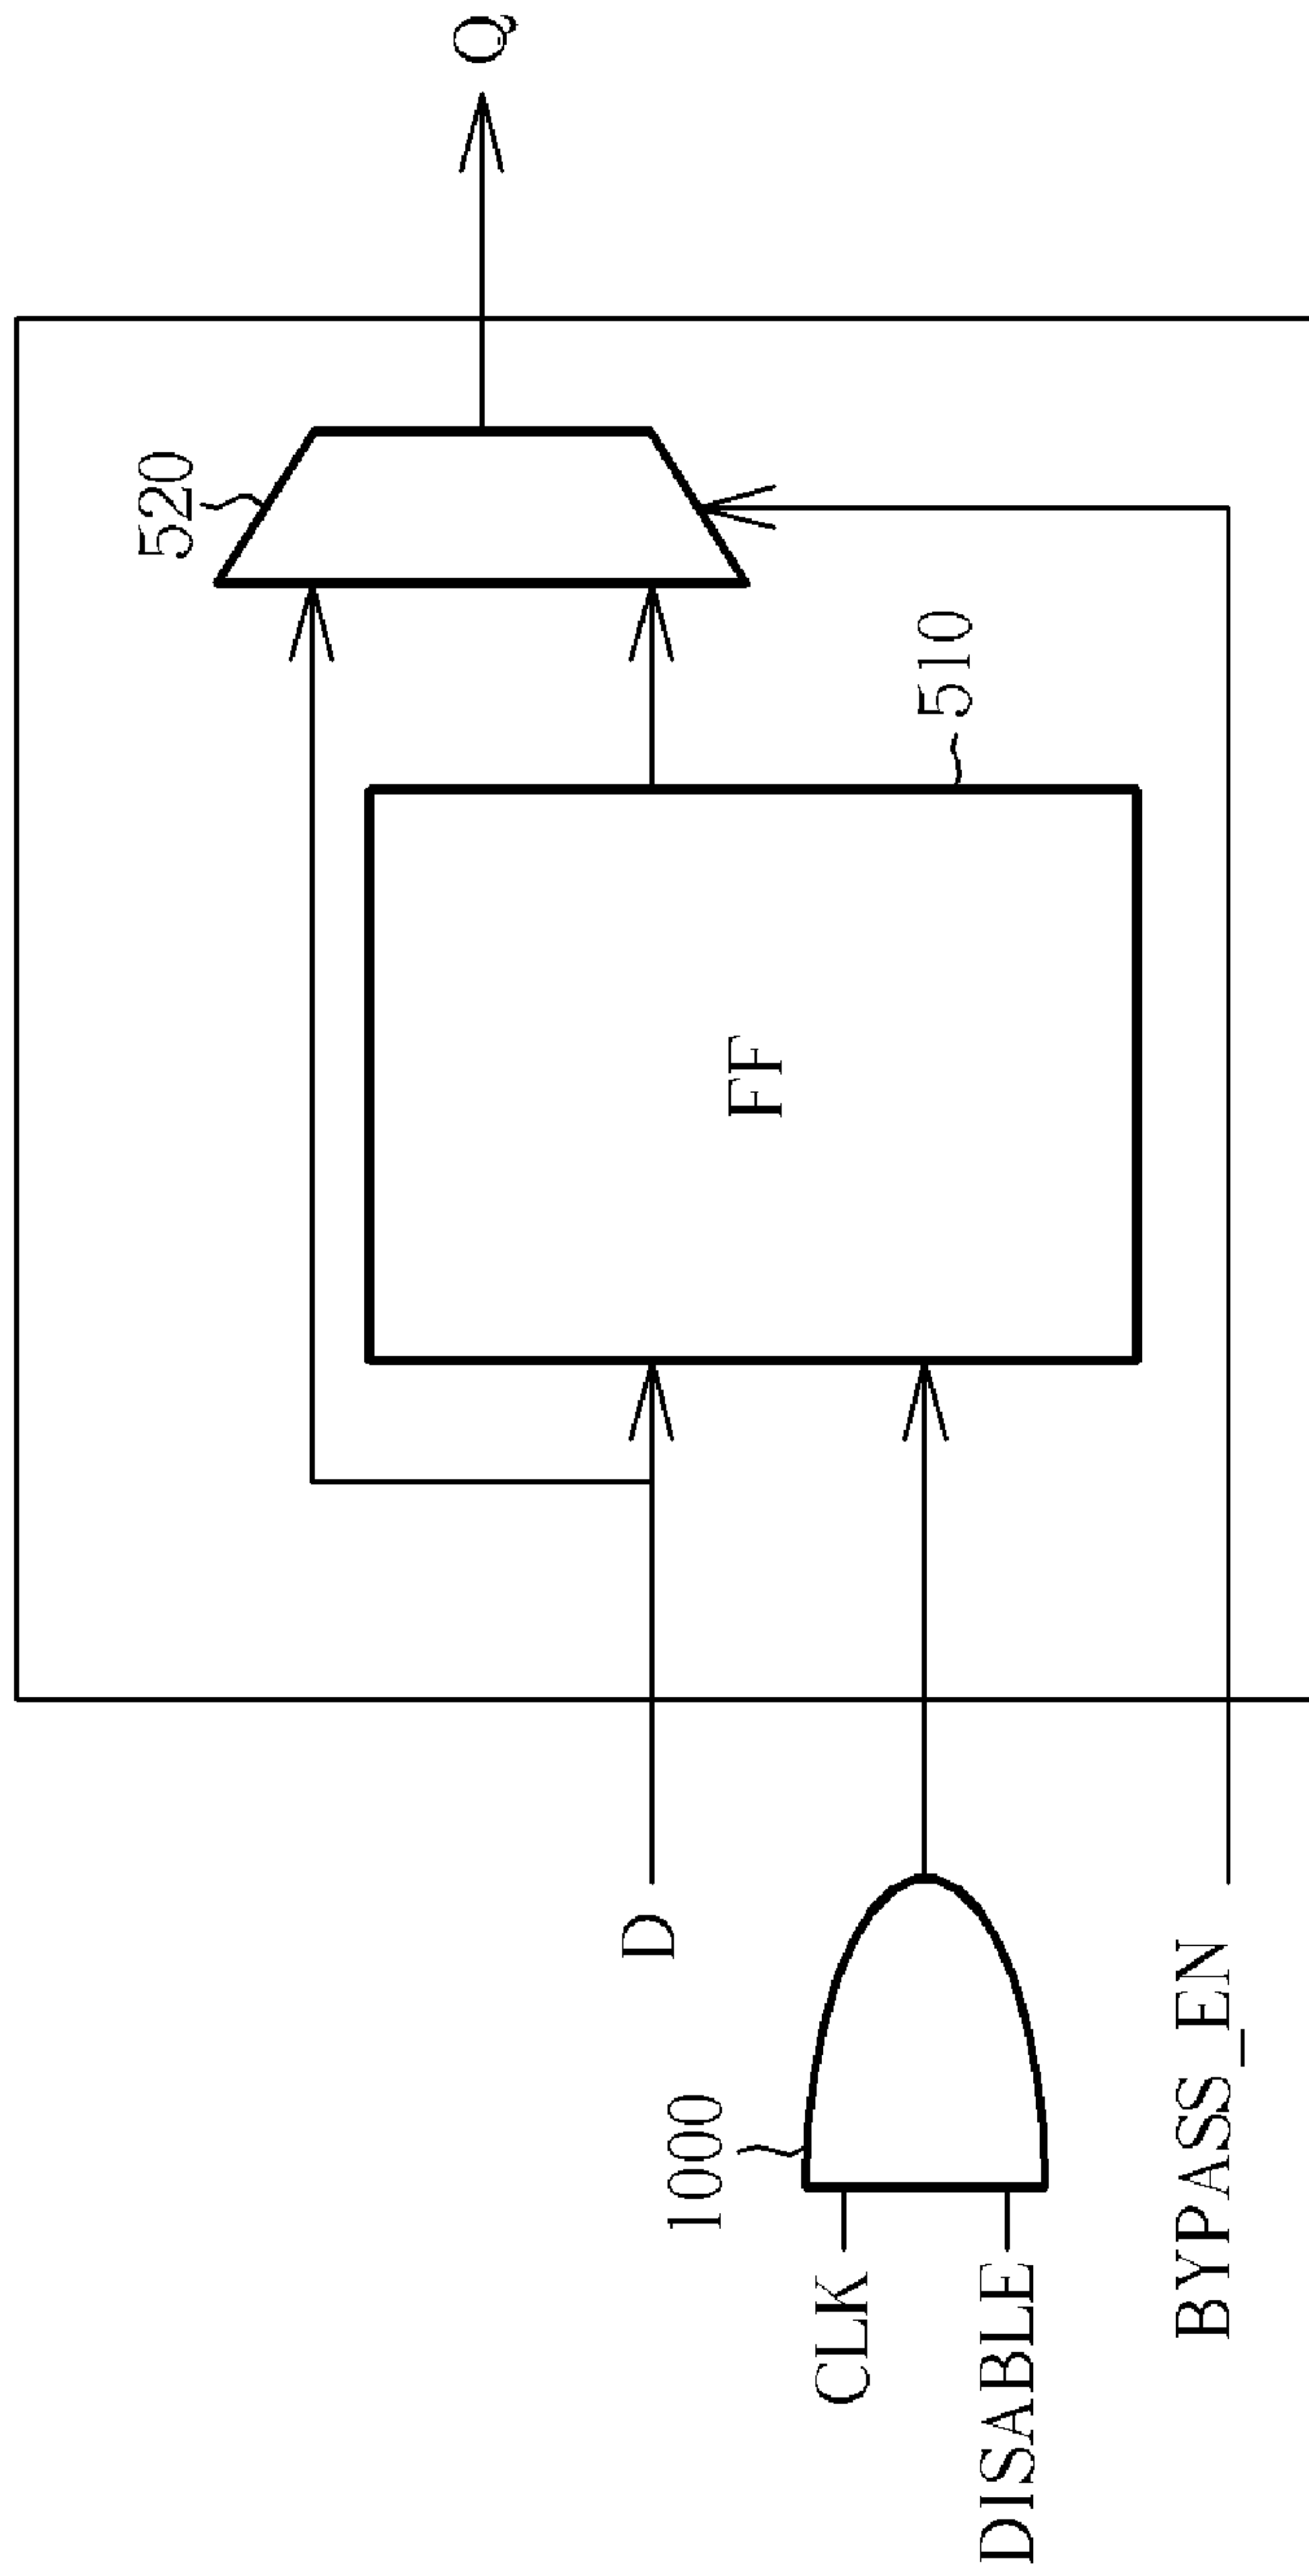 520
Q
FF
510
D
1000
CLK
DISABLE
BYPASS_EN